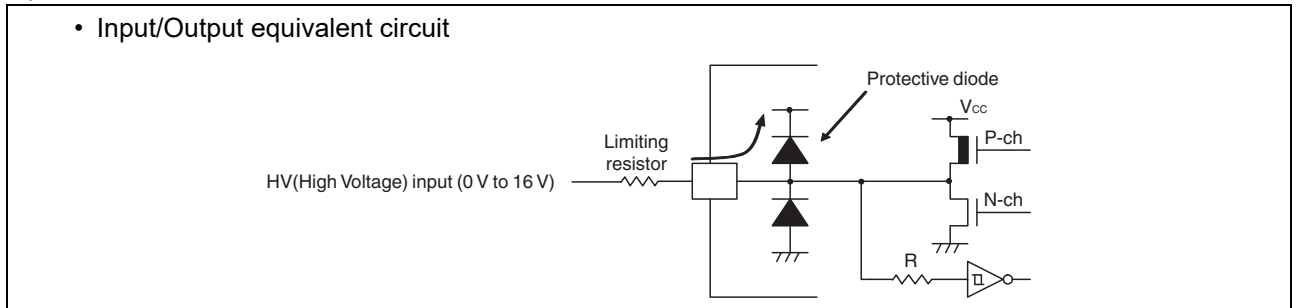 • Input/Output equivalent circuit
Protective diode
Vcc
Limiting
resistor
P-ch
HV(High Voltage) input (0 V to 16 V)
N-ch
R